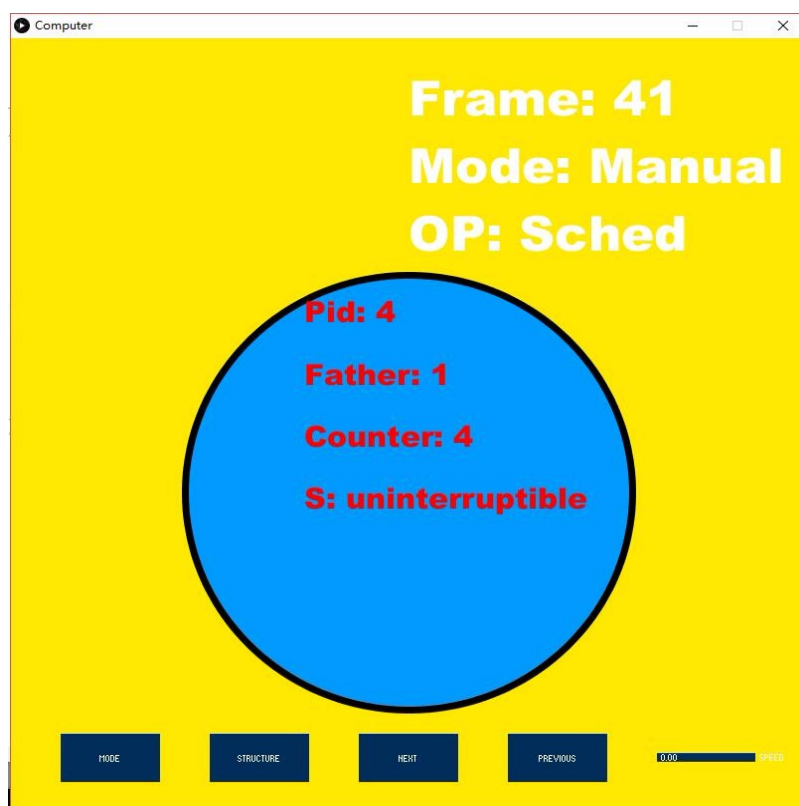 Computer
Frame: 41
Mode: Manual
OP: Sched
Pid: 4
Father: 1
Counter: 4
S: uninterruptible
MODE
STRUCTURE
NEXT
PREVIOUS
0.00 SPEED